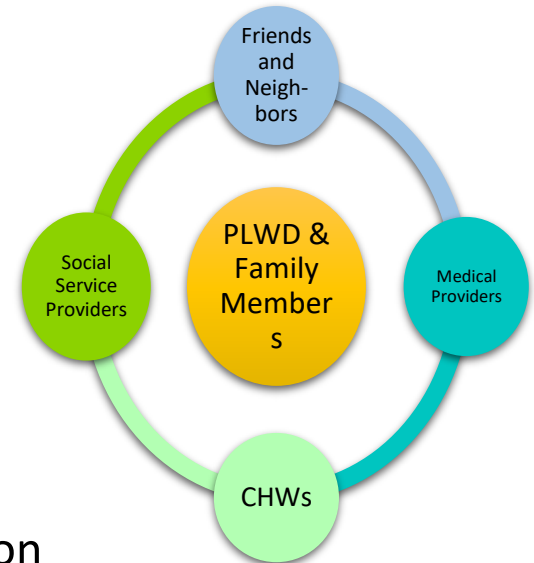 Friends
and
Neigh-
bors
PLWD &
Family
Member
s
Social
Service
Providers
Medical
Providers
CHWs
on